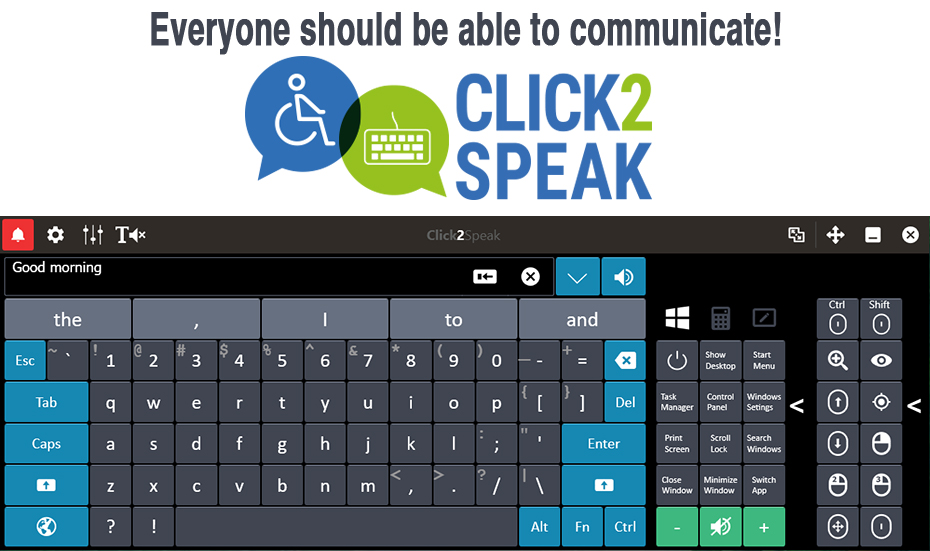 Everyone should be able to communicate!
CLICK2
SPEAK
T
Click2Speak
Good morning
the , I to and
Ctrl Shift
Esc ~ ` ! 1 @ 2 # 3 $ 4 % 5 ^ 6 & 7 * 8 ( 9 ) 0 _ - + =
Show Desktop
Start Menu
Tab q w e r t y u i o p { [ } ] Del
Task Manager
Control Panel
Windows Setings
<
<
Caps a s d f g h j k l : ; " ' Enter
Print Screen
Scroll Lock
Search Windows
z x c v b n m < , > . ? / | \
Close Window
Minimize Window
Switch App
2 3
? ! Alt Fn Ctrl
- +